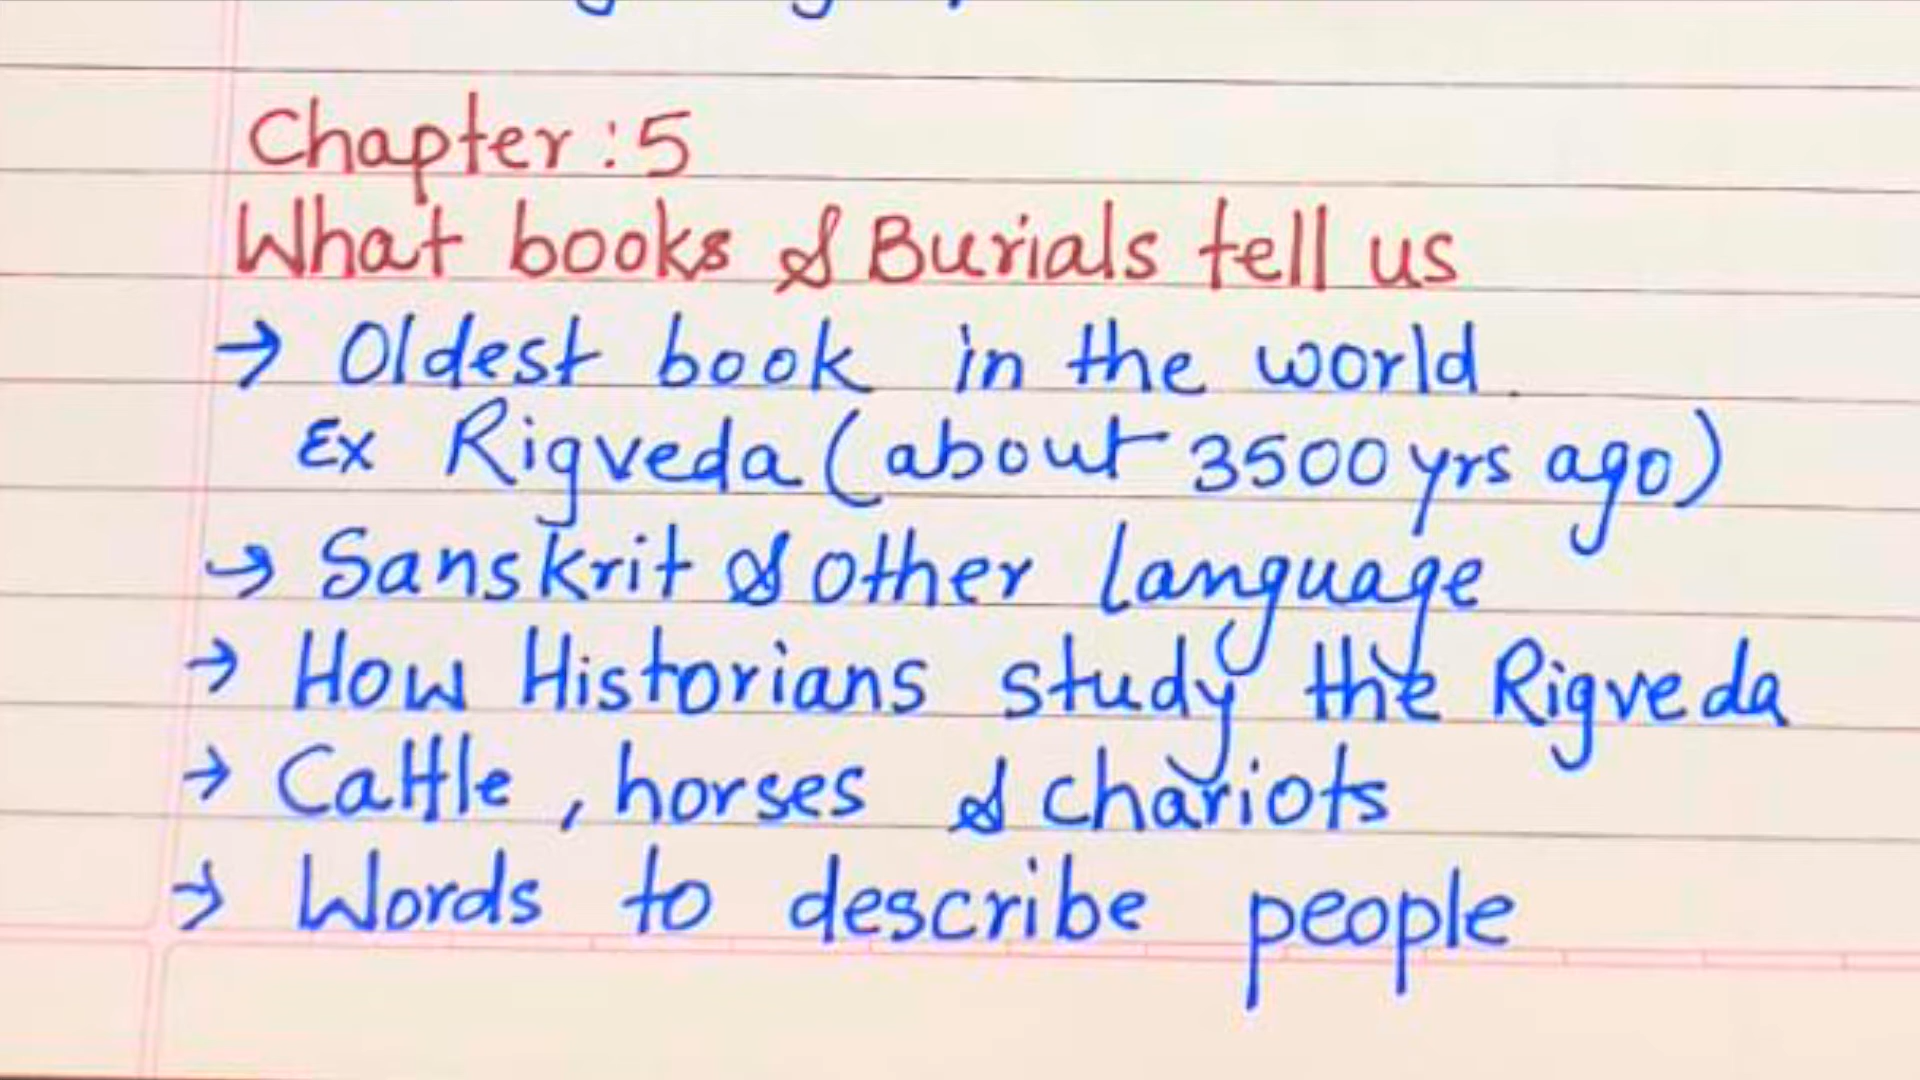 Chapter : 5
What books & Burials tell us
→ Oldest book in the world.
Ex Rigveda (about 3500 yrs ago)
→ Sanskrit & other language
→ How Historians study the Rigveda
→ Cattle, horses & chariots
→ Words to describe people